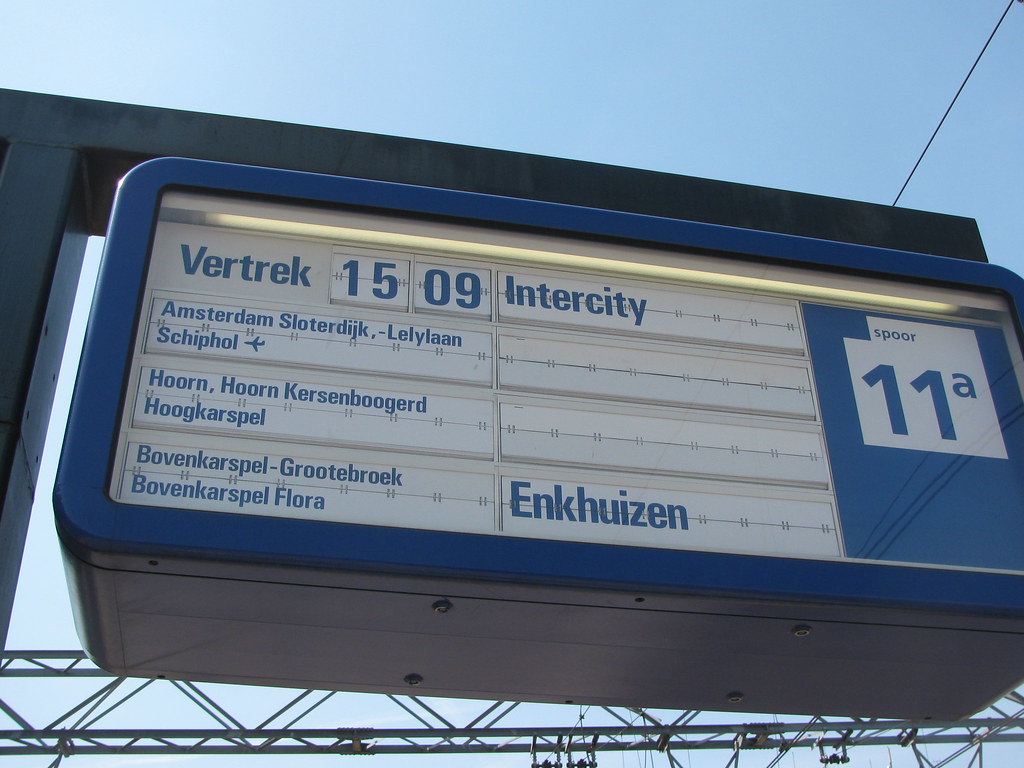 Vertrek 15 09 Intercity
Amsterdam Sloterdijk,-Lelylaan
Schiphol
Hoorn, Hoorn Kersenboogerd
Hoogkarspel
Bovenkarspel-Grootebroek
Bovenkarspel Flora
Enkhuizen
spoor
11a